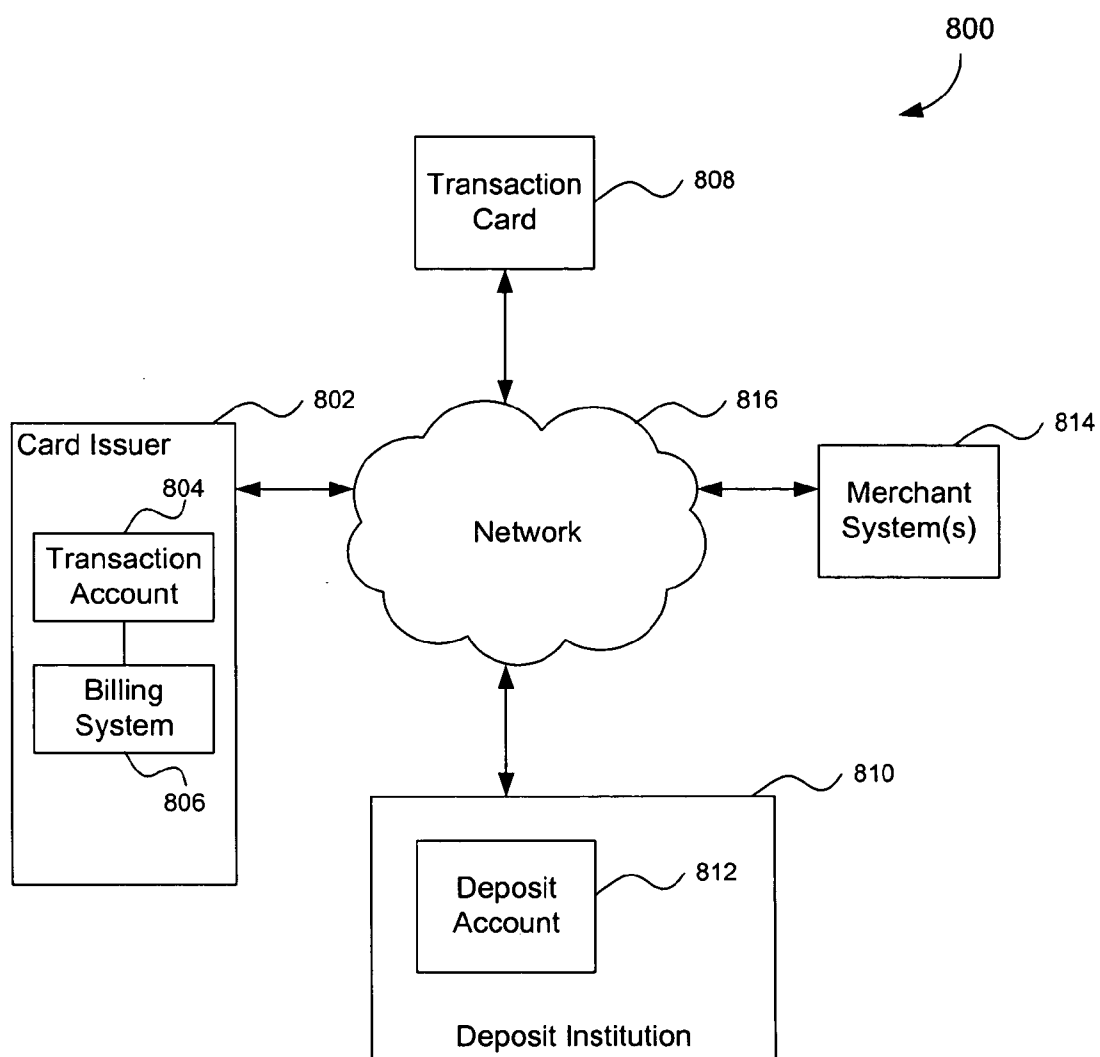 800
Transaction
Card
808
802
Card Issuer
804
Transaction
Account
Billing
System
806
816
Network
814
Merchant
System(s)
810
Deposit
Account
812
Deposit Institution